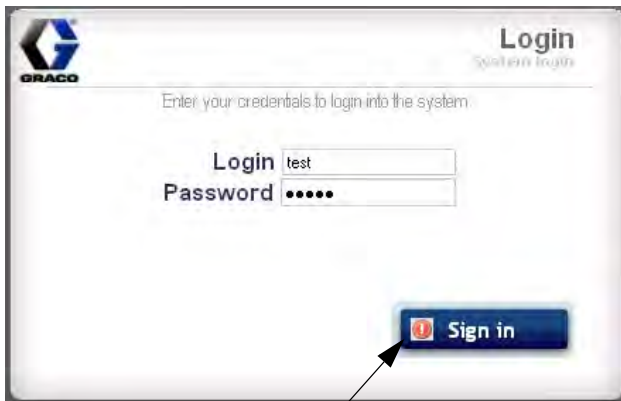 Login
System login
GRACO
Enter your credentials to login into the system
Login test
Password •••••
Sign in